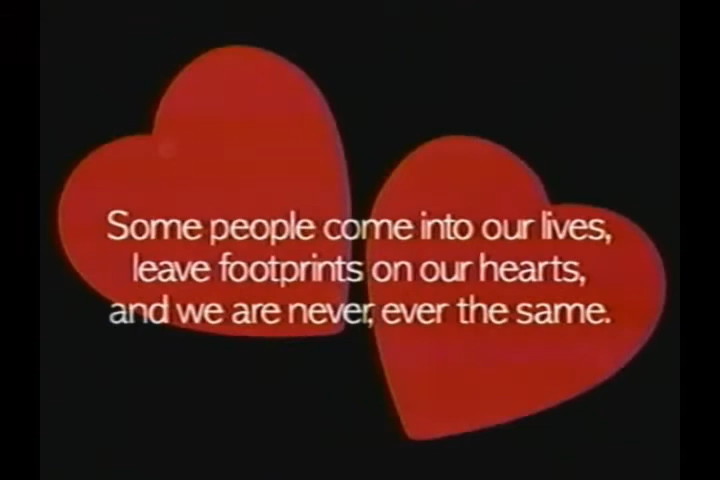 Some people come into our lives,
leave footprints on our hearts,
and we are never, ever the same.